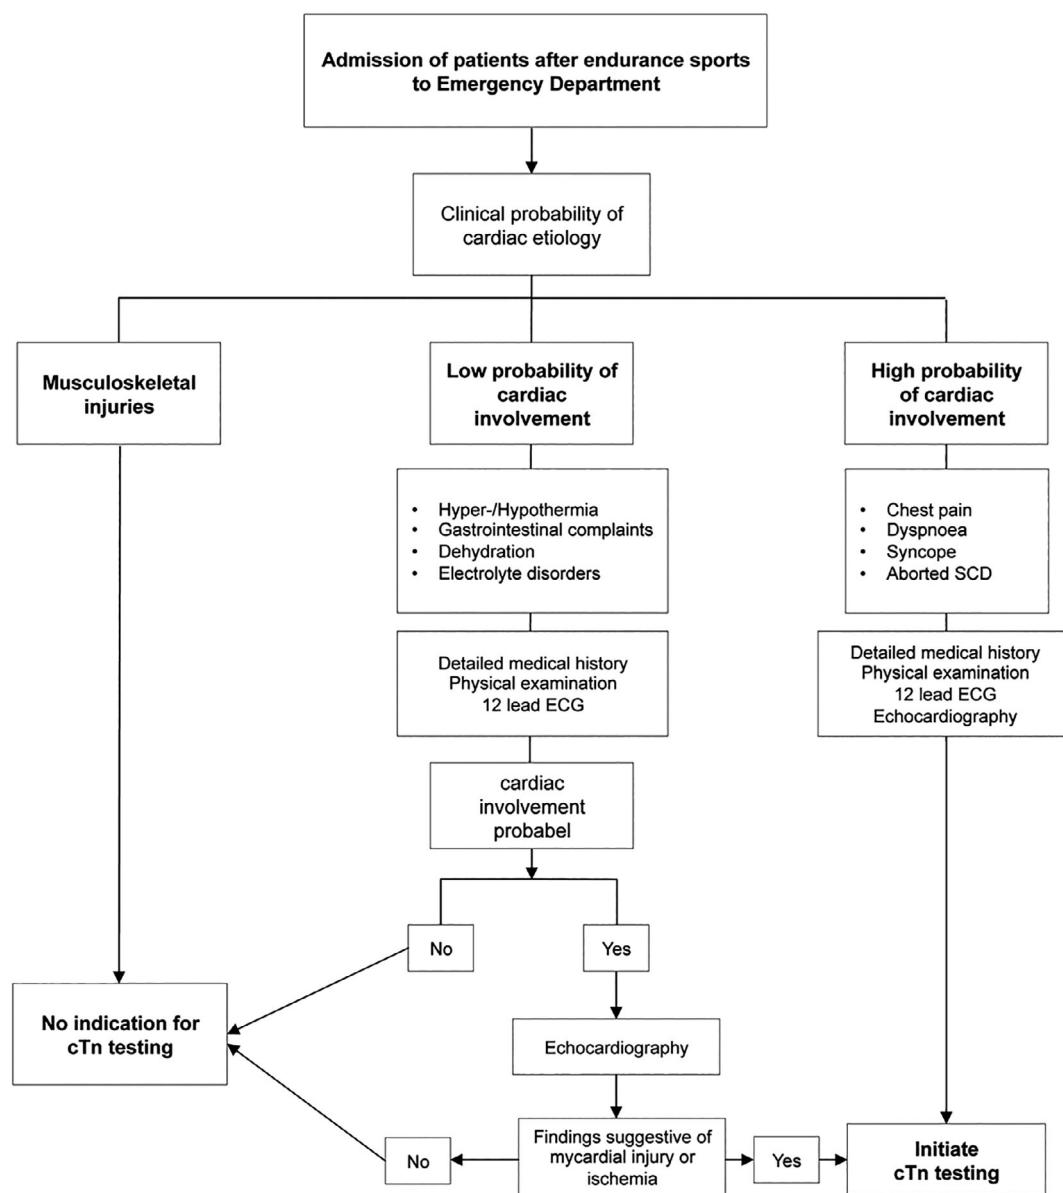 Admission of patients after endurance sports
to Emergency Department
Clinical probability of
cardiac etiology
Musculoskeletal
injuries
Low probability of
cardiac
involvement
High probability
of cardiac
involvement
• Hyper-/Hypothermia
• Gastrointestinal complaints
• Dehydration
• Electrolyte disorders
• Chest pain
• Dyspnoea
• Syncope
• Aborted SCD
Detailed medical history
Physical examination
12 lead ECG
Detailed medical history
Physical examination
12 lead ECG
Echocardiography
cardiac
involvement
probabel
No
Yes
No indication for
cTn testing
Echocardiography
No
Findings suggestive of
myocardial injury or
ischemia
Yes
Initiate
cTn testing